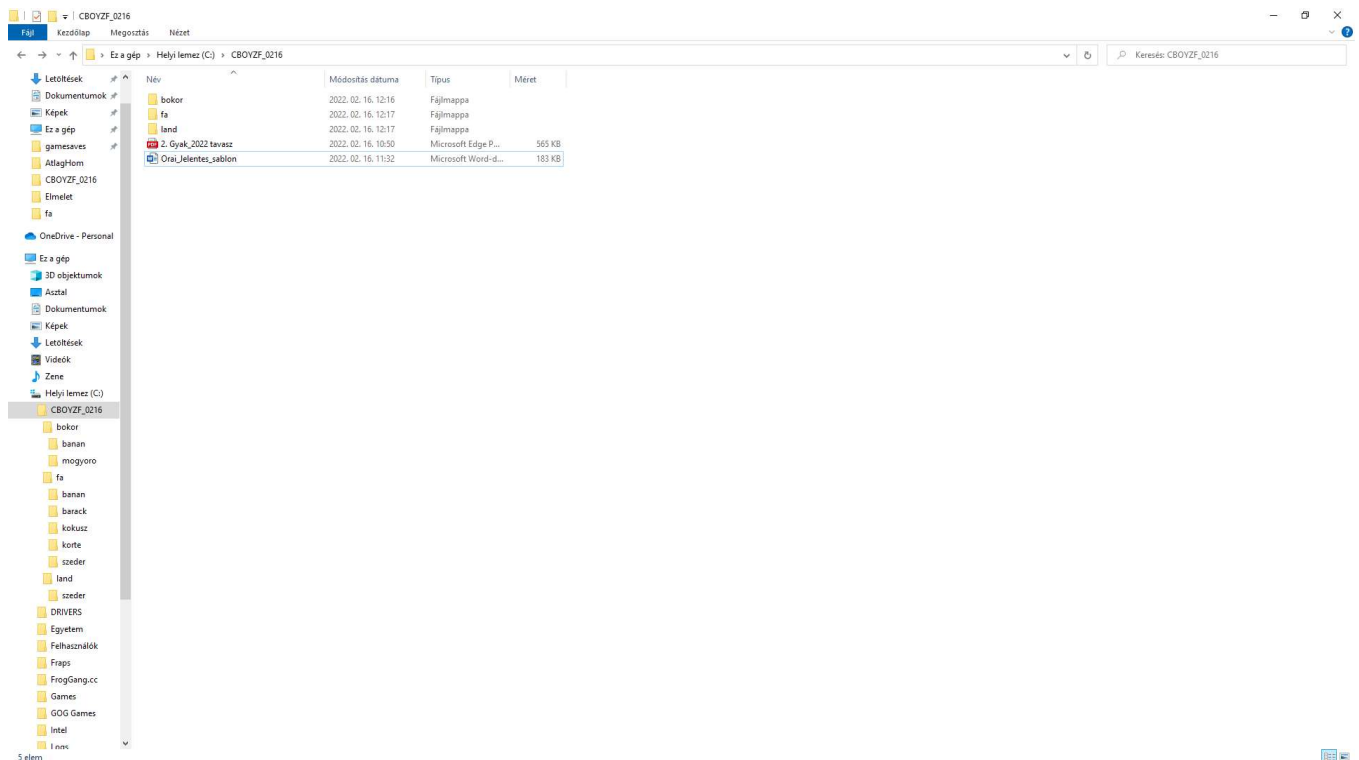 CBOYZF_0216
Fájl Kezdőlap Megosztás Nézet
Ez a gép > Helyi lemez (C:) > CBOYZF_0216 Keresés: CBOYZF_0216
Letöltések
Dokumentumok
Képek
Ez a gép
gamesaves
AtlagHom
CBOYZF_0216
Elmelet
fa
OneDrive - Personal
Ez a gép
3D objektumok
Asztal
Dokumentumok
Képek
Letöltések
Videók
Zene
Helyi lemez (C:)
CBOYZF_0216
bokor
banan
mogyoro
fa
banan
barack
kokusz
korte
szeder
land
szeder
DRIVERS
Egyetem
Felhasználók
Fraps
FrogGang.cc
Games
GOG Games
Intel
Logs
Név Módosítás dátuma Típus Méret
bokor 2022. 02. 16. 12:16 Fájlmappa
fa 2022. 02. 16. 12:17 Fájlmappa
land 2022. 02. 16. 12:17 Fájlmappa
2. Gyak_2022 tavasz 2022. 02. 16. 10:50 Microsoft Edge P... 565 KB
Orai_Jelentes_sablon 2022. 02. 16. 11:32 Microsoft Word-d... 183 KB
5 elem